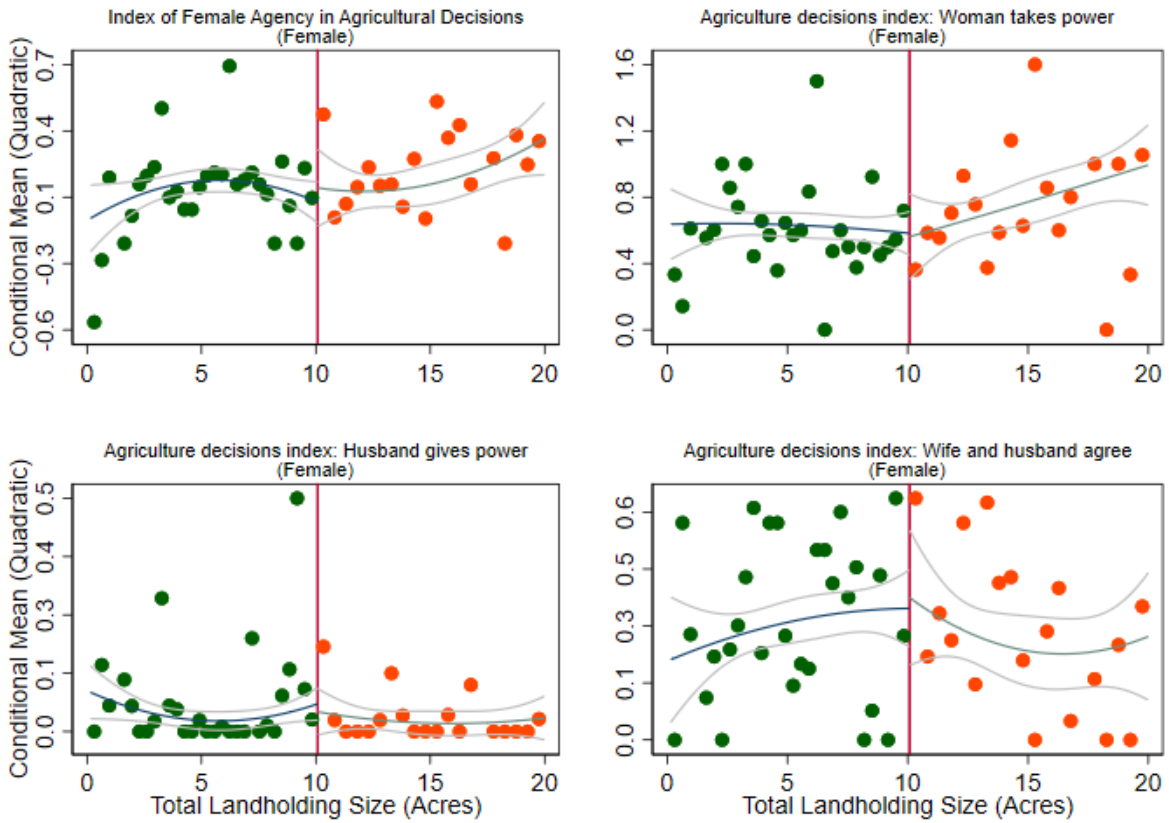 Index of Female Agency in Agricultural Decisions
(Female)
Conditional Mean (Quadratic)
0.7
0.4
0.1
-0.3
-0.6
0 5 10 15 20
Agriculture decisions index: Woman takes power
(Female)
1.6
1.2
0.8
0.4
0.0
0 5 10 15 20
Agriculture decisions index: Husband gives power
(Female)
Conditional Mean (Quadratic)
0.5
0.4
0.3
0.1
0.0
0 5 10 15 20
Total Landholding Size (Acres)
Agriculture decisions index: Wife and husband agree
(Female)
0.6
0.5
0.3
0.1
0.0
0 5 10 15 20
Total Landholding Size (Acres)